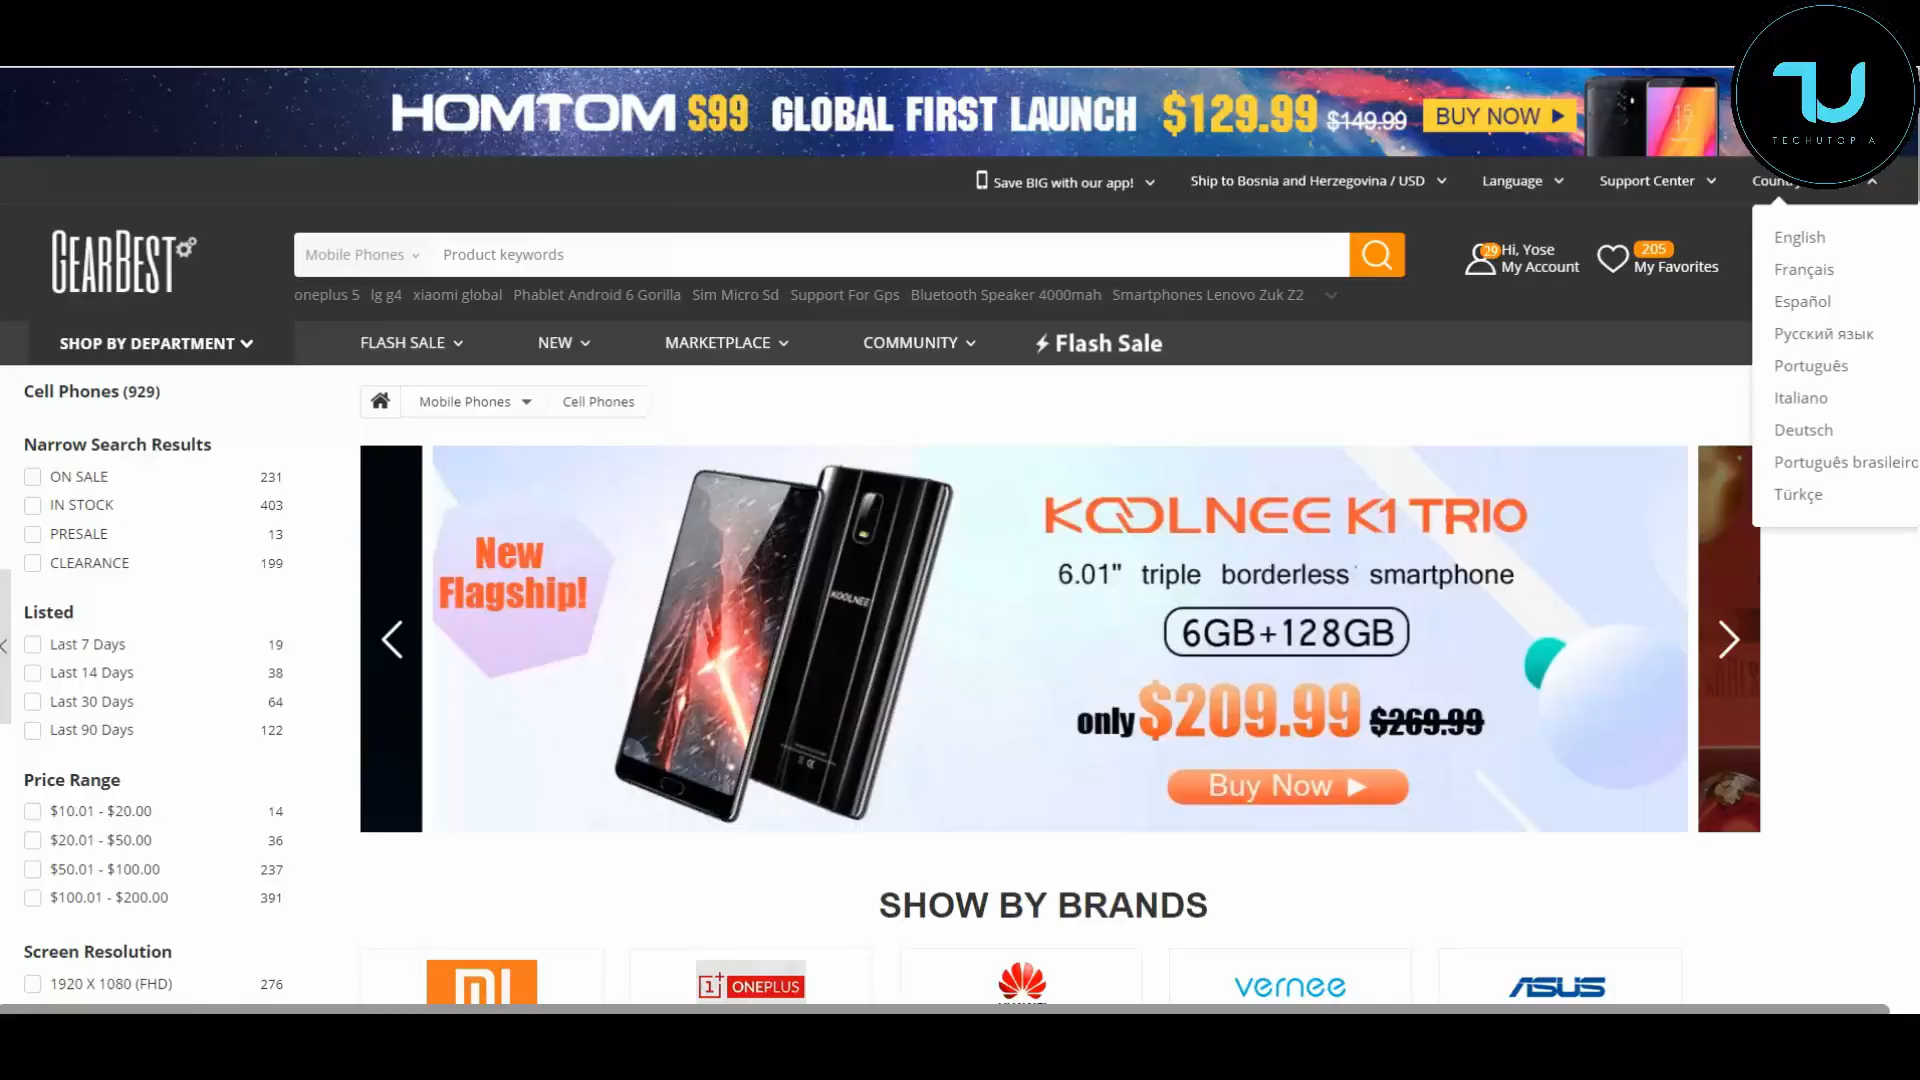 HOMTOM S99 GLOBAL FIRST LAUNCH $129.99 $149.99 BUY NOW
TECHUTOPIA
Save BIG with our app! Ship to Bosnia and Herzegovina / USD Language Support Center
English
Français
Español
Русский язык
Português
Italiano
Deutsch
Português brasileiro
Türkçe
GEARBEST
Mobile Phones Product keywords
29 Hi, Yose
My Account
205
My Favorites
oneplus 5 lg g4 xiaomi global Phablet Android 6 Gorilla Sim Micro Sd Support For Gps Bluetooth Speaker 4000mah Smartphones Lenovo Zuk Z2
SHOP BY DEPARTMENT FLASH SALE NEW MARKETPLACE COMMUNITY Flash Sale
Cell Phones (929)
Narrow Search Results
ON SALE 231
IN STOCK 403
PRESALE 13
CLEARANCE 199
Listed
Last 7 Days 19
Last 14 Days 38
Last 30 Days 64
Last 90 Days 122
Price Range
$10.01 - $20.00 14
$20.01 - $50.00 36
$50.01 - $100.00 237
$100.01 - $200.00 391
Screen Resolution
1920 X 1080 (FHD) 276
Mobile Phones Cell Phones
New
Flagship!
KOOLNEE
KOOLNEE K1 TRIO
6.01" triple borderless smartphone
6GB+128GB
only $209.99 $269.99
Buy Now
SHOW BY BRANDS
MI
1+ ONEPLUS
vernee
ASUS